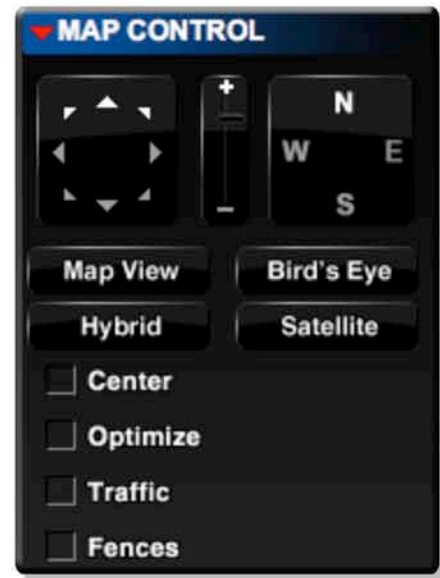 MAP CONTROL
+
N
W E
S
−
Map View Bird's Eye
Hybrid Satellite
Center
Optimize
Traffic
Fences